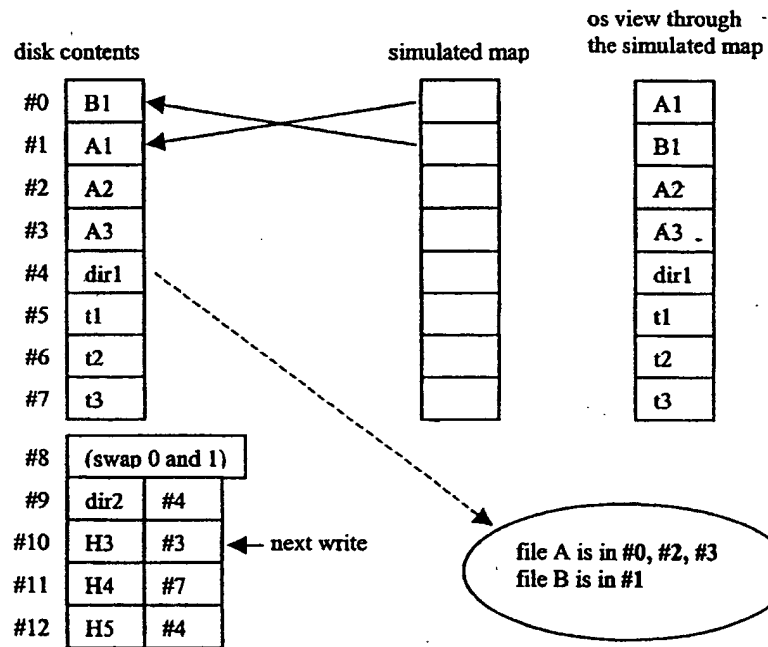 os view through
the simulated map
disk contents
simulated map
#0 B1 A1
#1 A1 B1
#2 A2 A2
#3 A3 A3
#4 dir1 dir1
#5 t1 t1
#6 t2 t2
#7 t3 t3
#8 (swap 0 and 1)
#9 dir2 #4
#10 H3 #3 next write
#11 H4 #7
#12 H5 #4
file A is in #0, #2, #3
file B is in #1